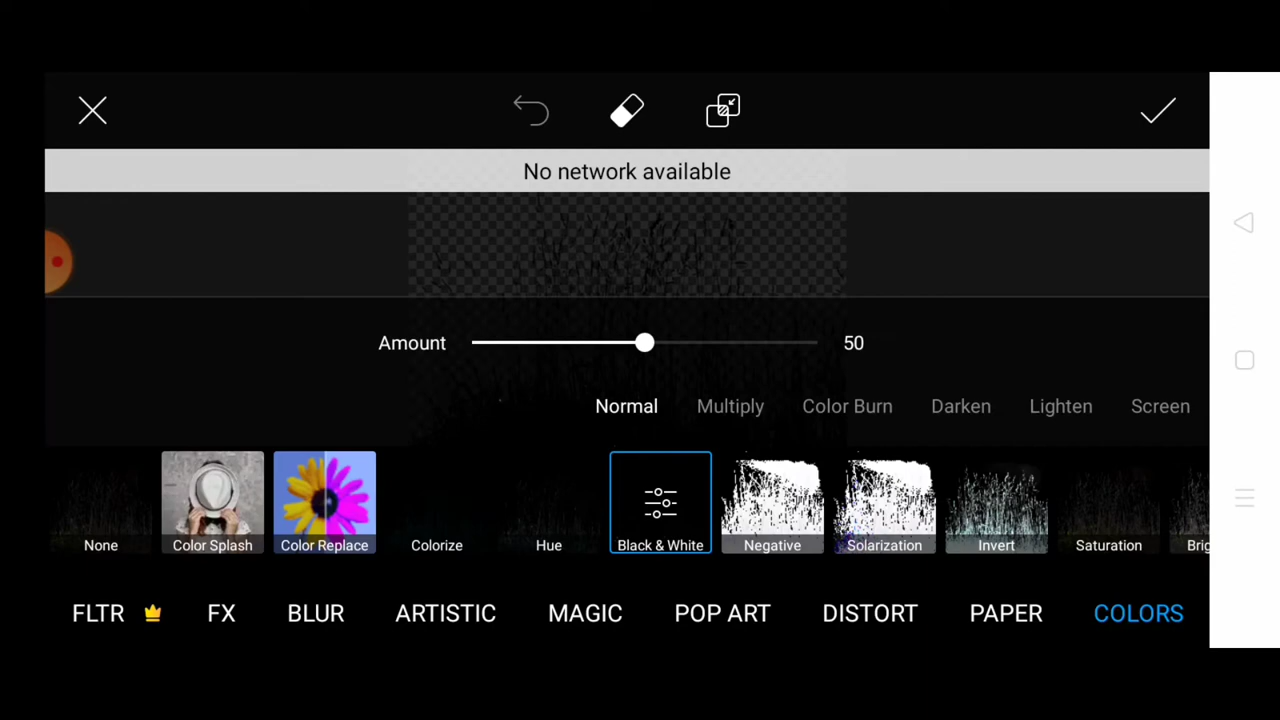 No network available
Amount 50
Normal Multiply Color Burn Darken Lighten Screen
None Color Splash Color Replace Colorize Hue Black & White Negative Solarization Invert Saturation Brig
FLTR FX BLUR ARTISTIC MAGIC POP ART DISTORT PAPER COLORS